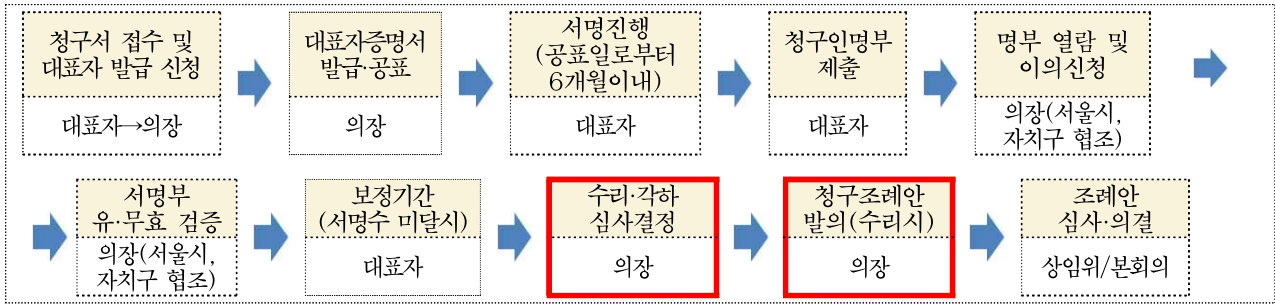 청구서 접수 및
대표자 발급 신청
대표자→의장
대표자증명서
발급·공표
의장
서명진행
(공표일로부터
6개월이내)
대표자
청구인명부
제출
대표자
명부 열람 및
이의신청
의장(서울시,
자치구 협조)
서명부
유·무효 검증
의장(서울시,
자치구 협조)
보정기간
(서명수 미달시)
대표자
수리·각하
심사결정
의장
청구조례안
발의(수리시)
의장
조례안
심사·의결
상임위/본회의